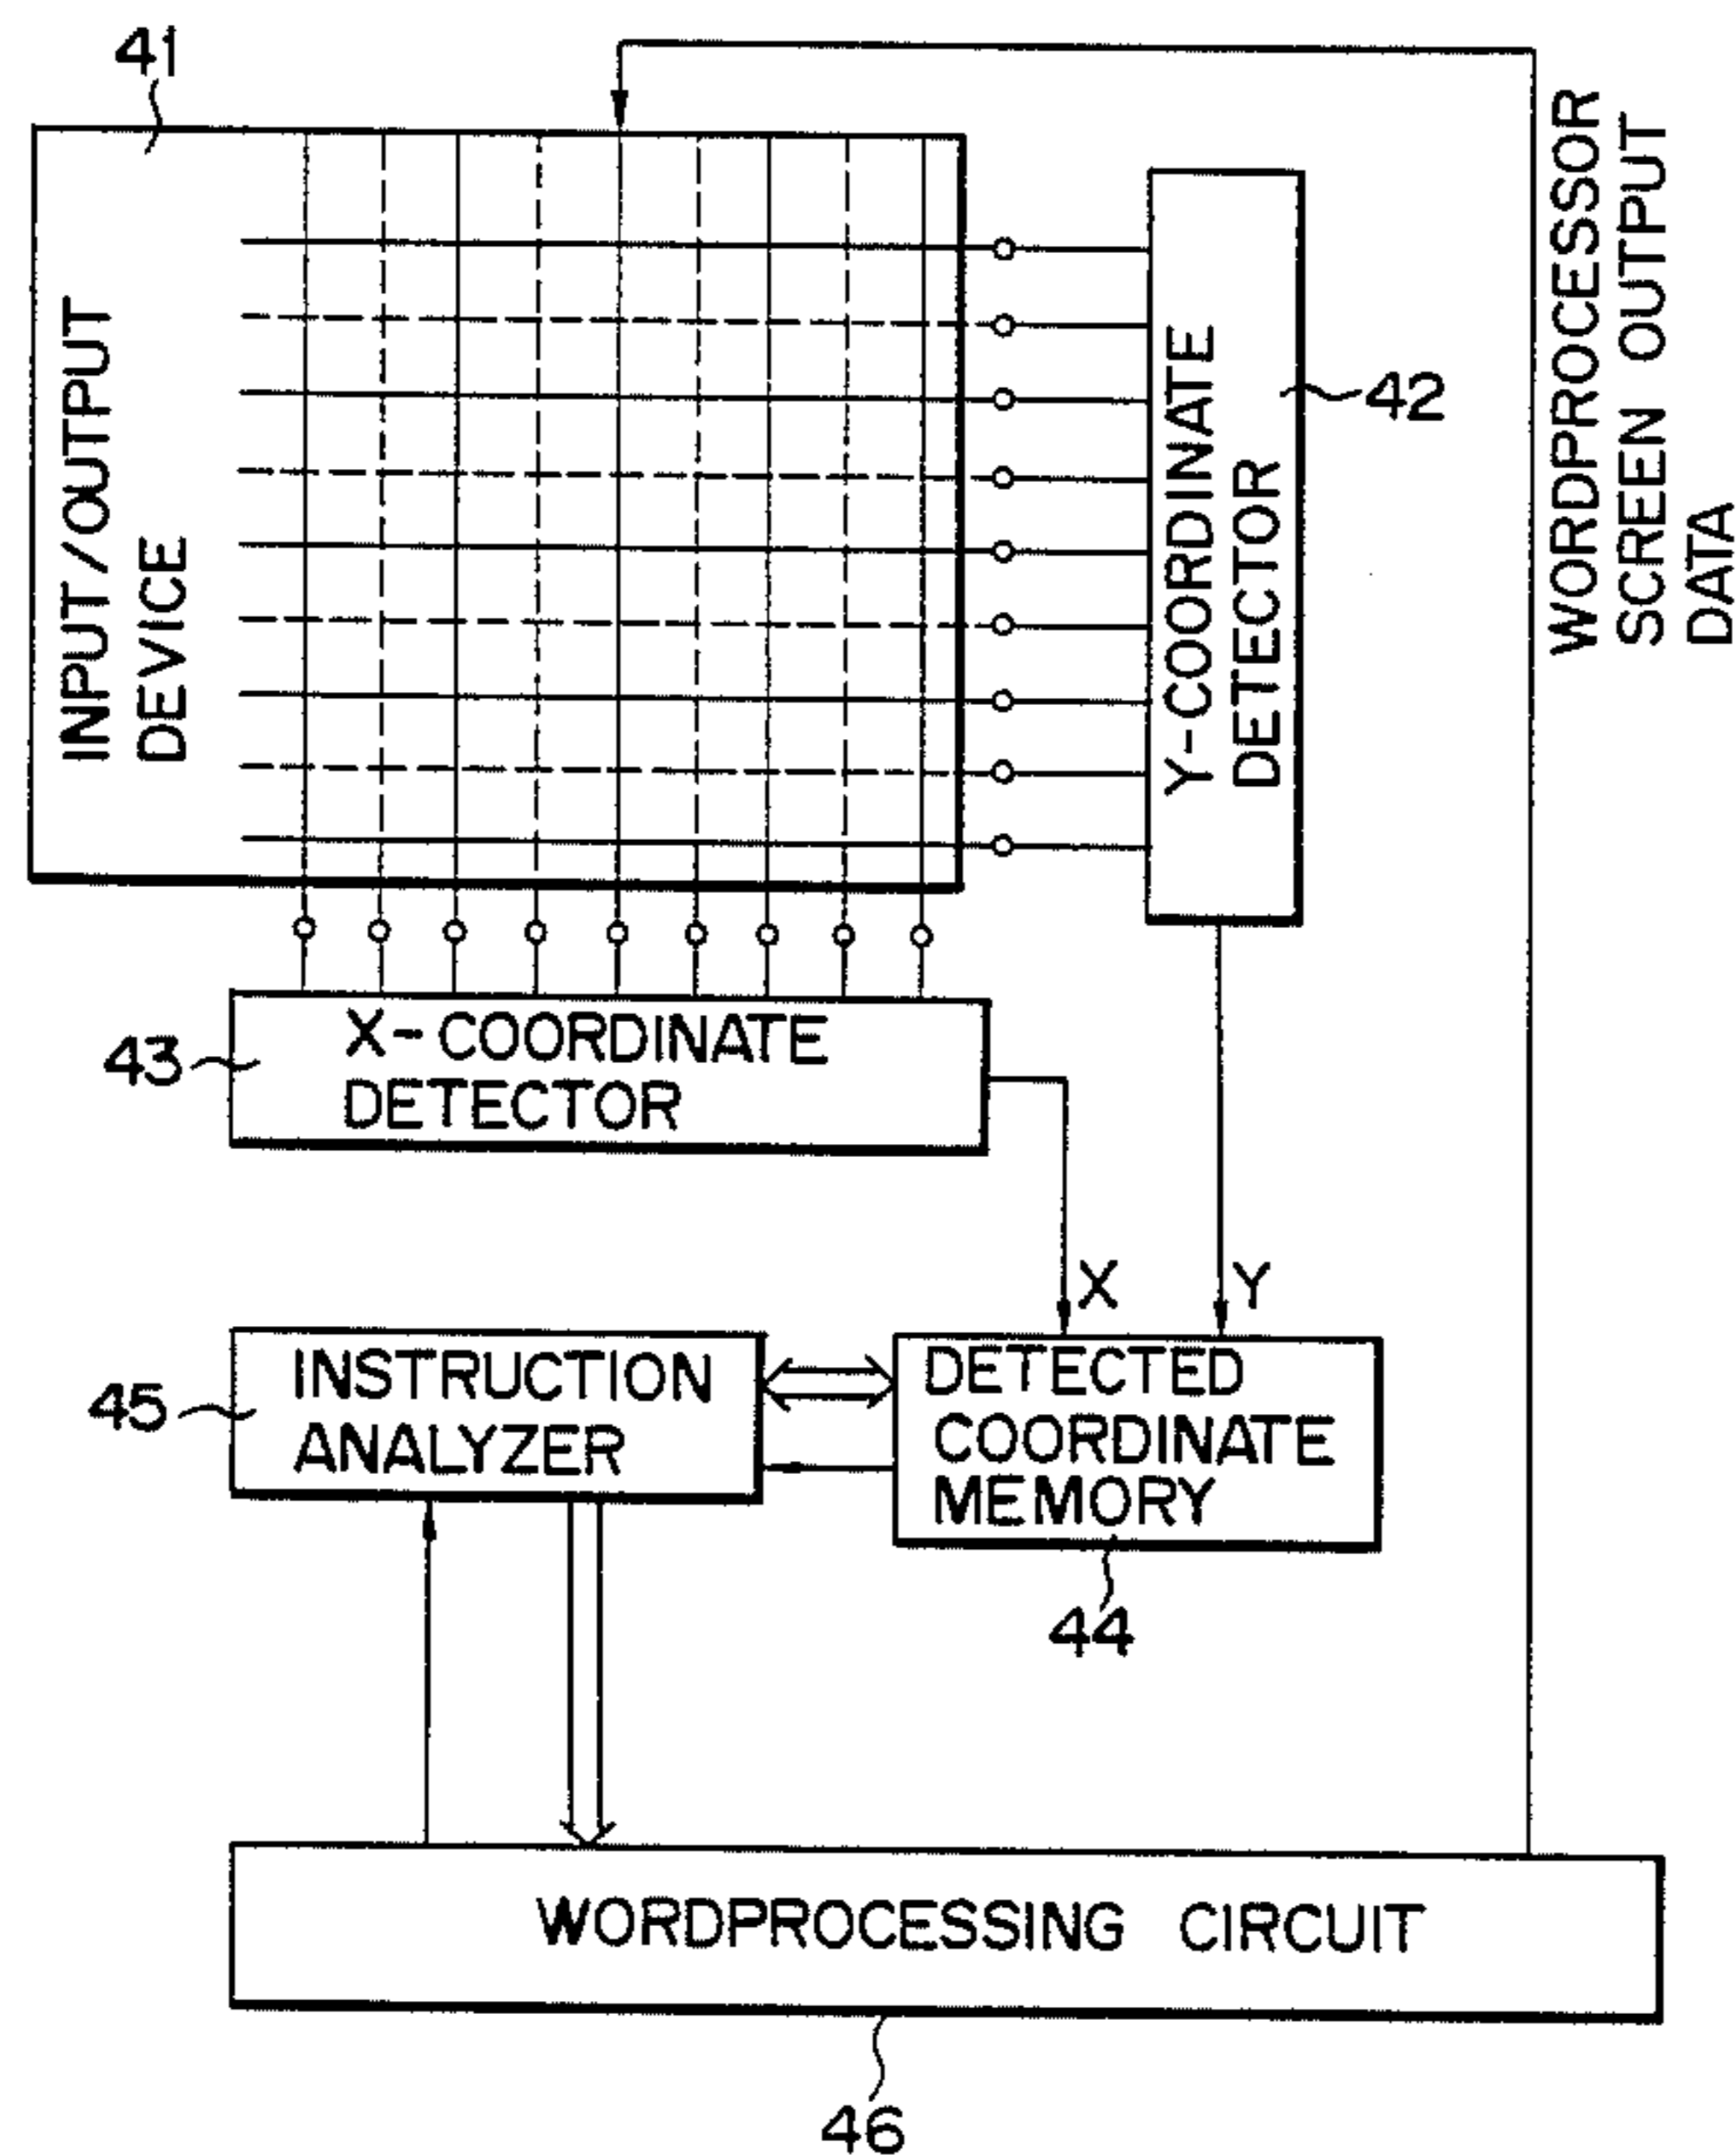 41
INPUT/OUTPUT
DEVICE
Y-COORDINATE
DETECTOR
42
WORDPROCESSOR
SCREEN OUTPUT
DATA
43
X-COORDINATE
DETECTOR
X
Y
45
INSTRUCTION
ANALYZER
DETECTED
COORDINATE
MEMORY
44
WORDPROCESSING CIRCUIT
46